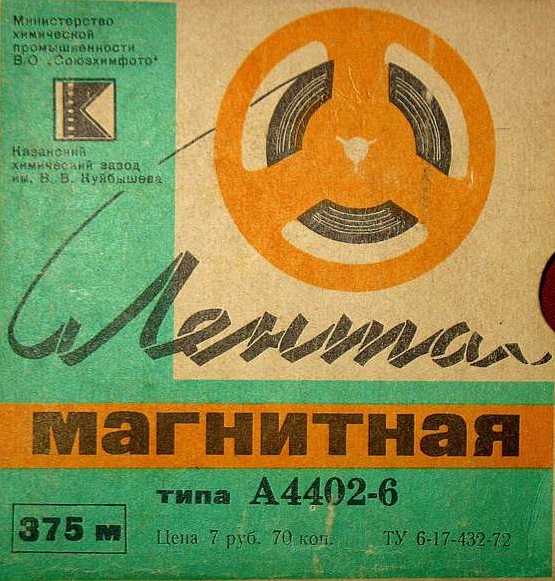 Министерство
химической
промышленности
В/О „Союзхимфото"
Казанский
химический завод
им. В. В. Куйбышева
Лента
МАГНИТНАЯ
типа А4402-6
375 м
Цена 7 руб. 70 коп.
ТУ 6-17-432-72